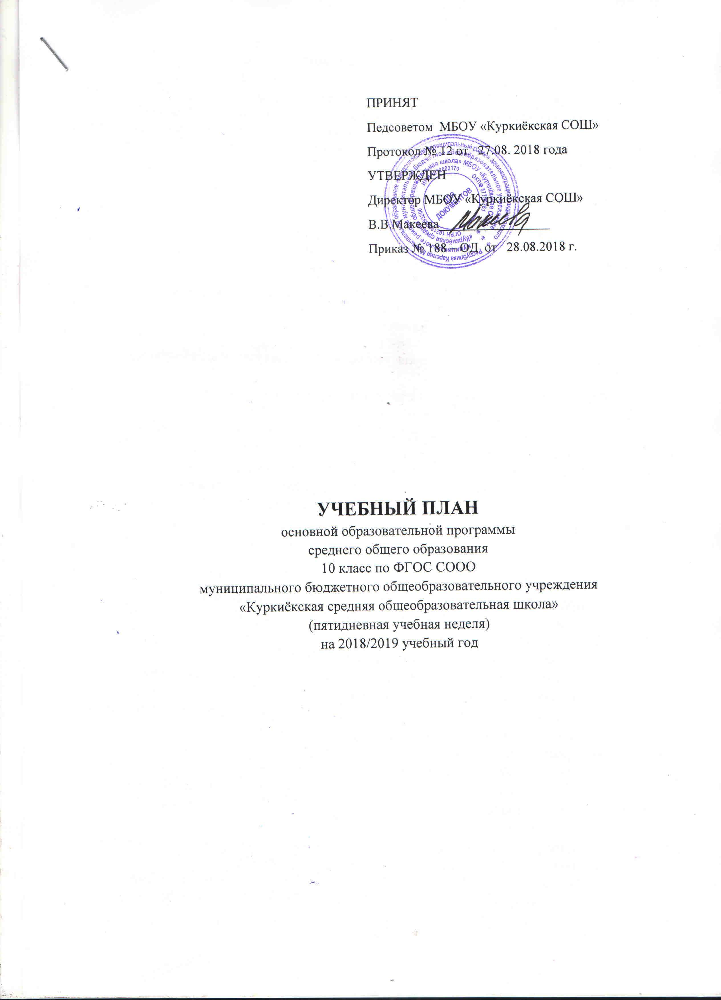 ПРИНЯТ
Педсоветом МБОУ «Куркиёкская СОШ»
Протокол № 12 от 27.08. 2018 года
УТВЕРЖДЕН
Директор МБОУ «Куркиёкская СОШ»
В.В.Макеева
Приказ № 188 – ОД от 28.08.2018 г.
ДЛЯ
ДОКУМЕНТОВ
УЧЕБНЫЙ ПЛАН
основной образовательной программы
среднего общего образования
10 класс по ФГОС СООО
муниципального бюджетного общеобразовательного учреждения
«Куркиёкская средняя общеобразовательная школа»
(пятидневная учебная неделя)
на 2018/2019 учебный год